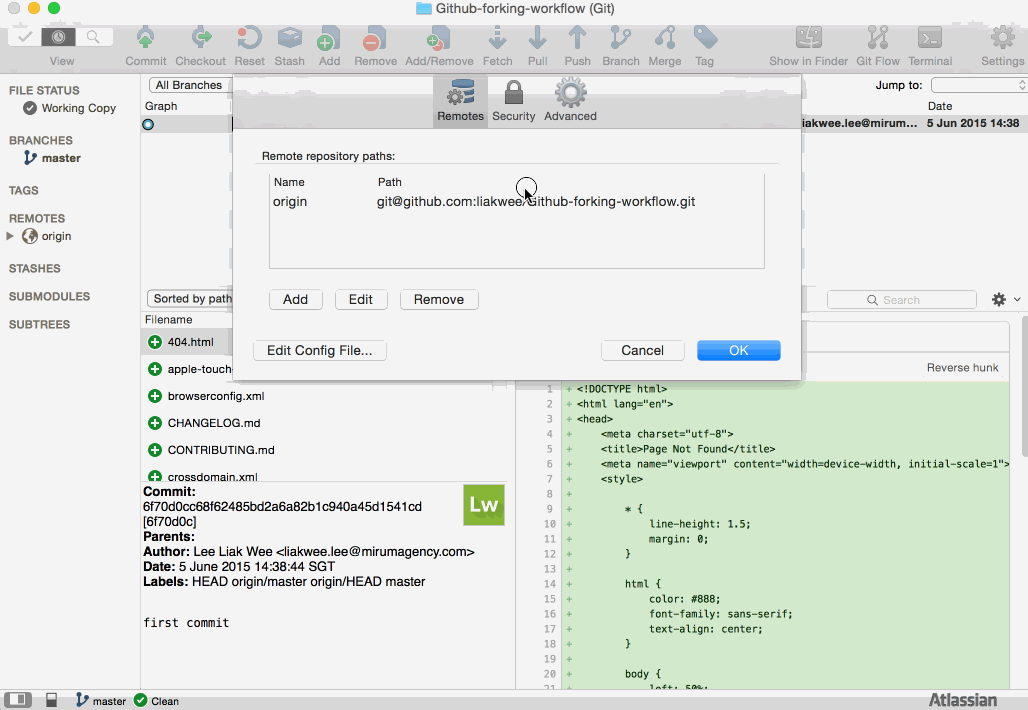 Github-forking-workflow (Git)
View Commit Checkout Reset Stash Add Remove Add/Remove Fetch Pull Push Branch Merge Tag Show in Finder Git Flow Terminal Settings
FILE STATUS
Working Copy
BRANCHES
master
TAGS
REMOTES
origin
STASHES
SUBMODULES
SUBTREES
All Branches
Jump to:
Graph
Date
iakwee.lee@mirum... 5 Jun 2015 14:38
Remotes Security Advanced
Remote repository paths:
Name Path
origin git@github.com:liakwee/Github-forking-workflow.git
Add Edit Remove
Edit Config File... Cancel OK
Sorted by path
Search
Filename
404.html
apple-touch
browserconfig.xml
CHANGELOG.md
CONTRIBUTING.md
crossdomain.xml
Commit:
6f70d0cc68f62485bd2a6a82b1c940a45d1541cd
[6f70d0c]
Parents:
Author: Lee Liak Wee <liakwee.lee@mirumagency.com>
Date: 5 June 2015 14:38:44 SGT
Labels: HEAD origin/master origin/HEAD master
first commit
Lw
Reverse hunk
1 + <!DOCTYPE html>
2 + <html lang="en">
3 + <head>
4 + <meta charset="utf-8">
5 + <title>Page Not Found</title>
6 + <meta name="viewport" content="width=device-width, initial-scale=1">
7 + <style>
8 +
9 + * {
10 + line-height: 1.5;
11 + margin: 0;
12 + }
13 +
14 + html {
15 + color: #888;
16 + font-family: sans-serif;
17 + text-align: center;
18 + }
19 +
20 + body {
21 + left: 50%;
master Clean
Atlassian